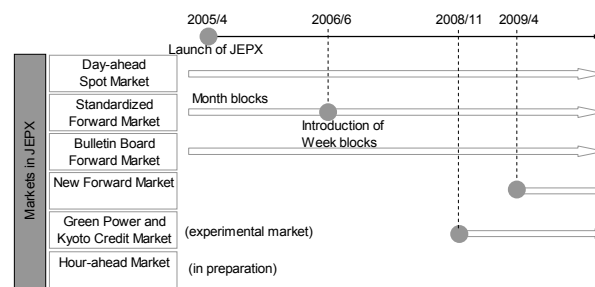 2005/4
2006/6
2008/11
2009/4
Launch of JEPX
Markets in JEPX
Day-ahead
Spot Market
Standardized
Forward Market
Month blocks
Introduction of
Week blocks
Bulletin Board
Forward Market
New Forward Market
Green Power and
Kyoto Credit Market
(experimental market)
Hour-ahead Market
(in preparation)